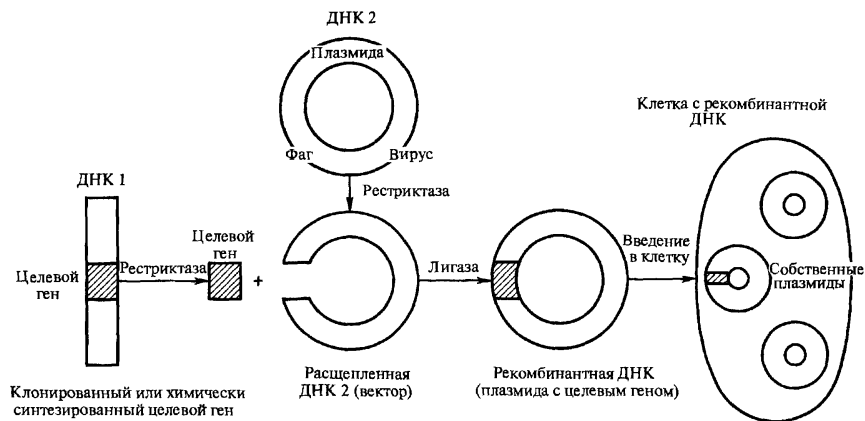 ДНК 2
Плазмида
Фаг
Вирус
Рестриктаза
ДНК 1
Целевой
ген
Рестриктаза
Целевой
ген
+
Лигаза
Введение
в клетку
Клетка с рекомбинантной
ДНК
Собственные
плазмиды
Клонированный или химически
синтезированный целевой ген
Расщепленная
ДНК 2 (вектор)
Рекомбинантная ДНК
(плазмида с целевым геном)